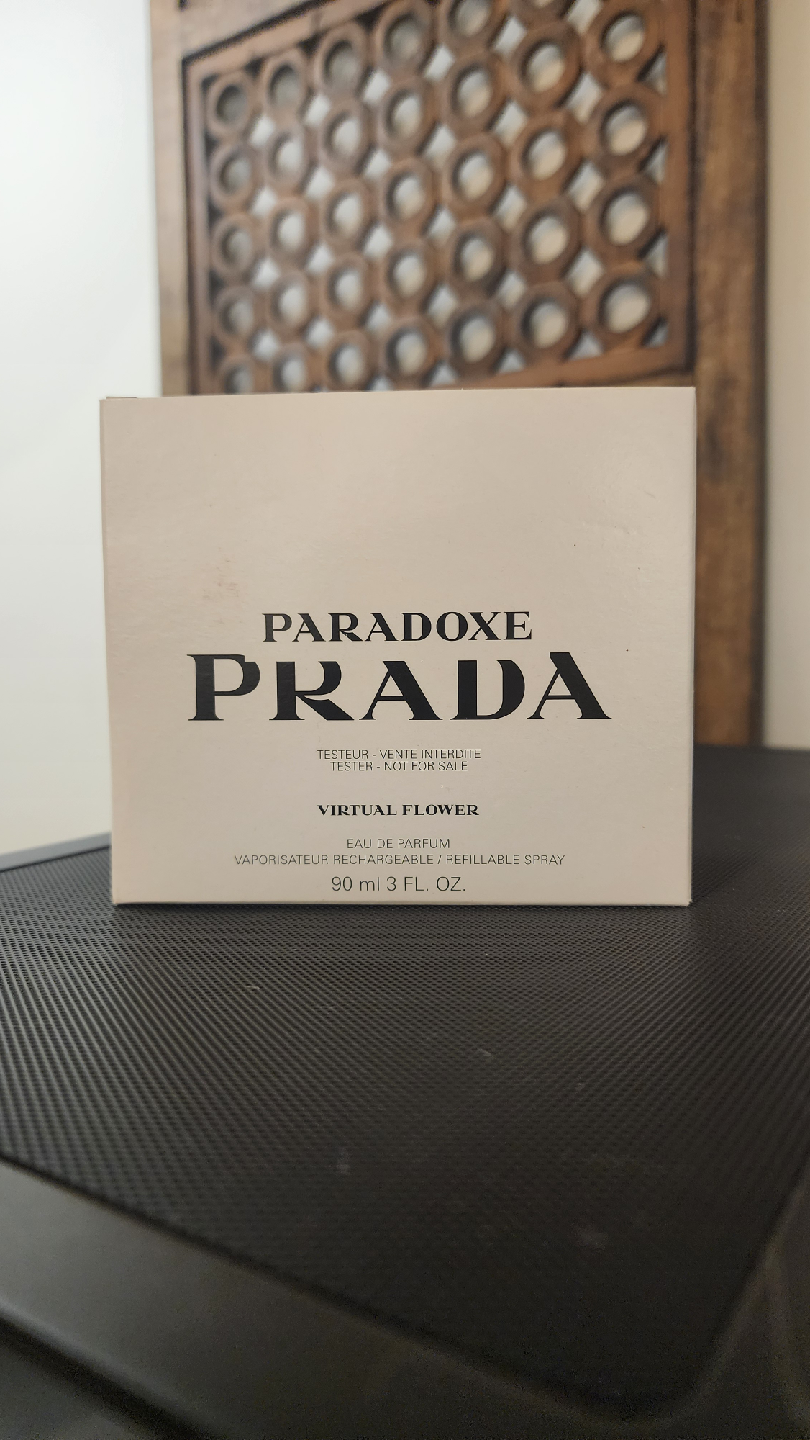 PARADOXE
PRADA
TESTEUR - VENTE INTERDITE
TESTER - NOT FOR SALE
VIRTUAL FLOWER
EAU DE PARFUM
VAPORISATEUR RECHARGEABLE / REFILLABLE SPRAY
90 ml 3 FL. OZ.